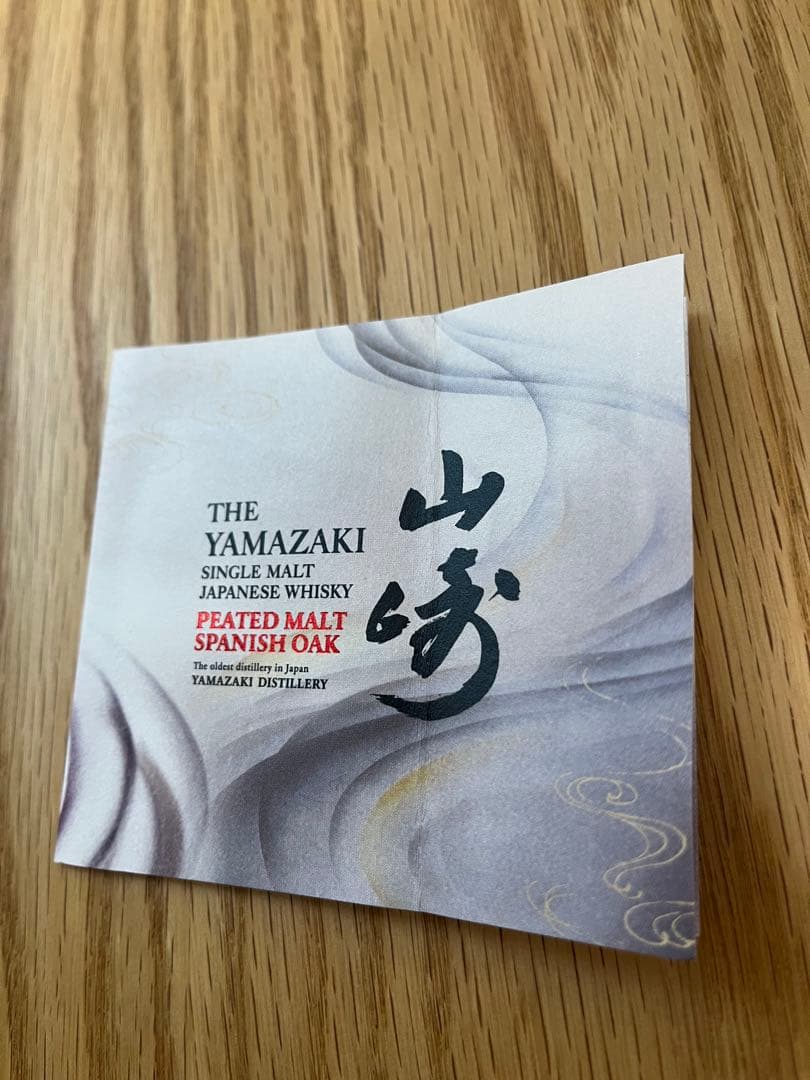 THE
YAMAZAKI
SINGLE MALT
JAPANESE WHISKY
PEATED MALT
SPANISH OAK
The oldest distillery in Japan
YAMAZAKI DISTILLERY
山
崎